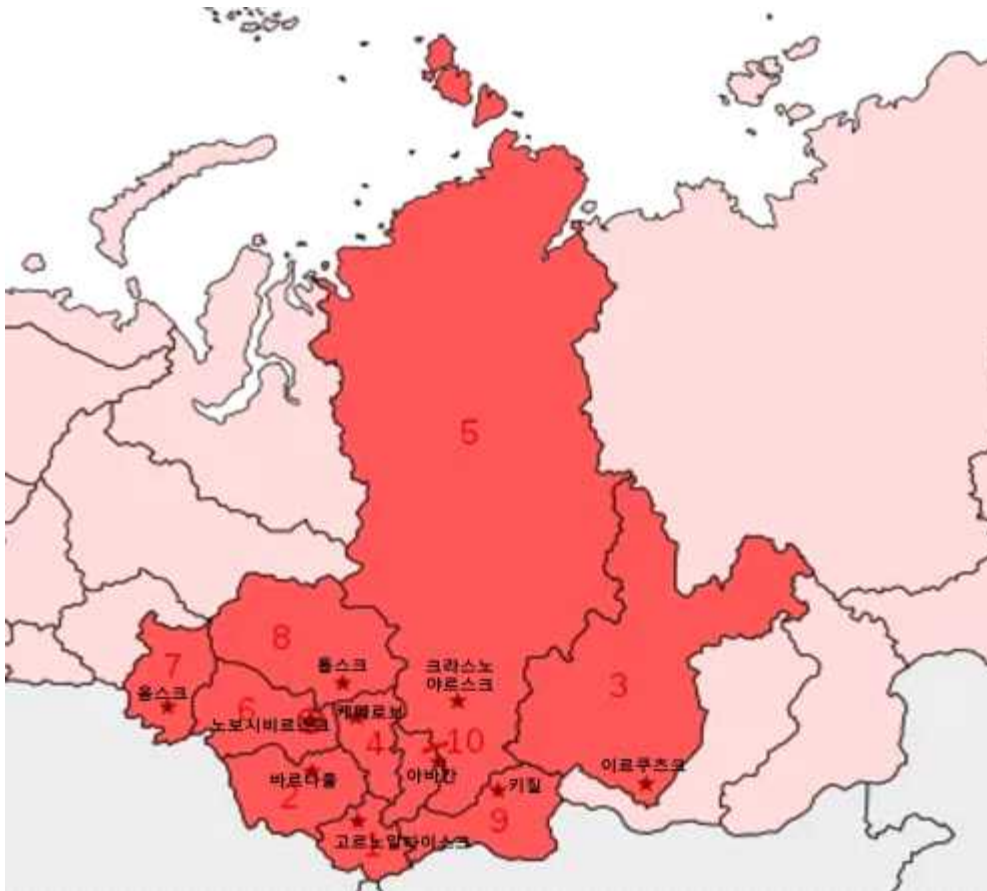 5
8
톰스크
크라스노
야르스크
7
옴스크
3
6
노보시비르스크
케메로보
4
10
아바칸
이르쿠츠크
바르나울
2
키질
9
고르노알타이스크
1